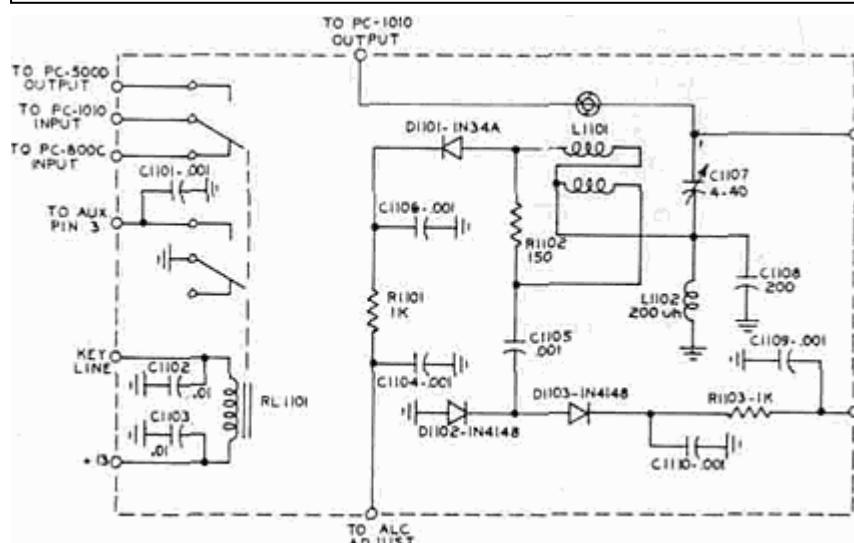 TO PC-1010
OUTPUT
TO PC-500D
OUTPUT
TO PC-1010
INPUT
TO PC-800C
INPUT
C1101-.001
TO AUX
PIN 3
KEY
LINE
C1102
.01
C1103
.01
RL1101
+13
D1101-1N34A
L1101
C1106-.001
R1102
150
R1101
1K
C1105
.001
C1104-.001
D1102-1N4148
D1103-1N4148
C1107
4-40
L1102
200 uh
C1108
200
C1109-.001
R1103-1K
C1110-.001
TO ALC
ADJUST